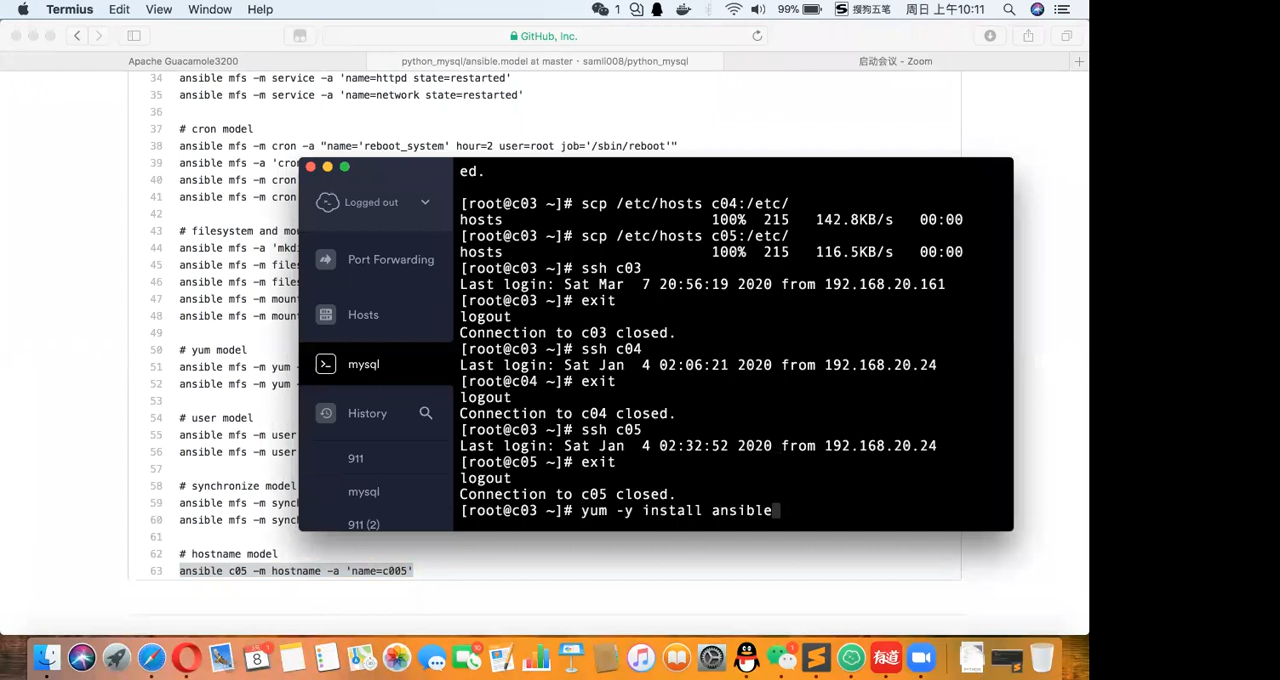 Termius Edit View Window Help 1 99% 搜狗五笔 周日 上午10:11
GitHub, Inc.
Apache Guacamole3200 python_mysql/ansible.model at master · samli008/python_mysql 启动会议 - Zoom
34 ansible mfs -m service -a 'name=httpd state=restarted'
35 ansible mfs -m service -a 'name=network state=restarted'
36
37 # cron model
38 ansible mfs -m cron -a "name='reboot_system' hour=2 user=root job='/sbin/reboot'"
39 ansible mfs -a 'cron
40 ansible mfs -m cron
41 ansible mfs -m cron
42
43 # filesystem and mou
44 ansible mfs -a 'mkd
45 ansible mfs -m files
46 ansible mfs -m files
47 ansible mfs -m mount
48 ansible mfs -m mount
49
50 # yum model
51 ansible mfs -m yum
52 ansible mfs -m yum
53
54 # user model
55 ansible mfs -m user
56 ansible mfs -m user
57
58 # synchronize model
59 ansible mfs -m synch
60 ansible mfs -m synch
61
62 # hostname model
63 ansible c05 -m hostname -a 'name=c005'
Logged out
Port Forwarding
Hosts
mysql
History
911
mysql
911 (2)
ed.
[root@c03 ~]# scp /etc/hosts c04:/etc/
hosts 100% 215 142.8KB/s 00:00
[root@c03 ~]# scp /etc/hosts c05:/etc/
hosts 100% 215 116.5KB/s 00:00
[root@c03 ~]# ssh c03
Last login: Sat Mar 7 20:56:19 2020 from 192.168.20.161
[root@c03 ~]# exit
logout
Connection to c03 closed.
[root@c03 ~]# ssh c04
Last login: Sat Jan 4 02:06:21 2020 from 192.168.20.24
[root@c04 ~]# exit
logout
Connection to c04 closed.
[root@c03 ~]# ssh c05
Last login: Sat Jan 4 02:32:52 2020 from 192.168.20.24
[root@c05 ~]# exit
logout
Connection to c05 closed.
[root@c03 ~]# yum -y install ansible
8
有道